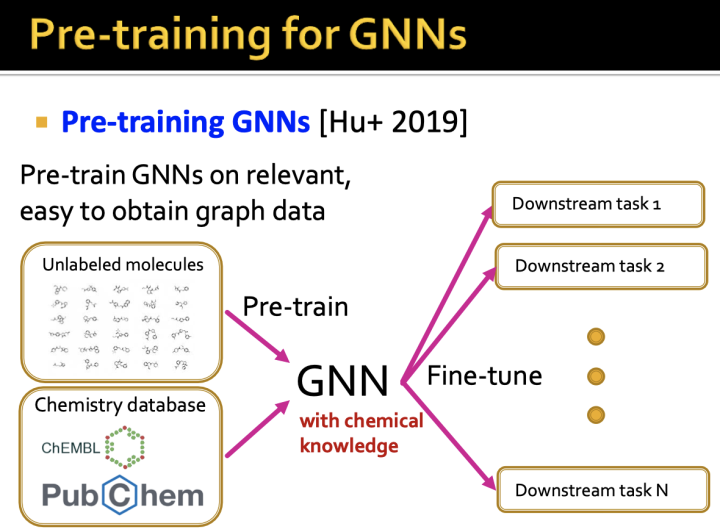 Pre-training for GNNs
Pre-training GNNs [Hu+ 2019]
Pre-train GNNs on relevant,
easy to obtain graph data
Unlabeled molecules
Pre-train
Chemistry database
ChEMBL
PubChem
GNN
with chemical
knowledge
Fine-tune
Downstream task 1
Downstream task 2
Downstream task N